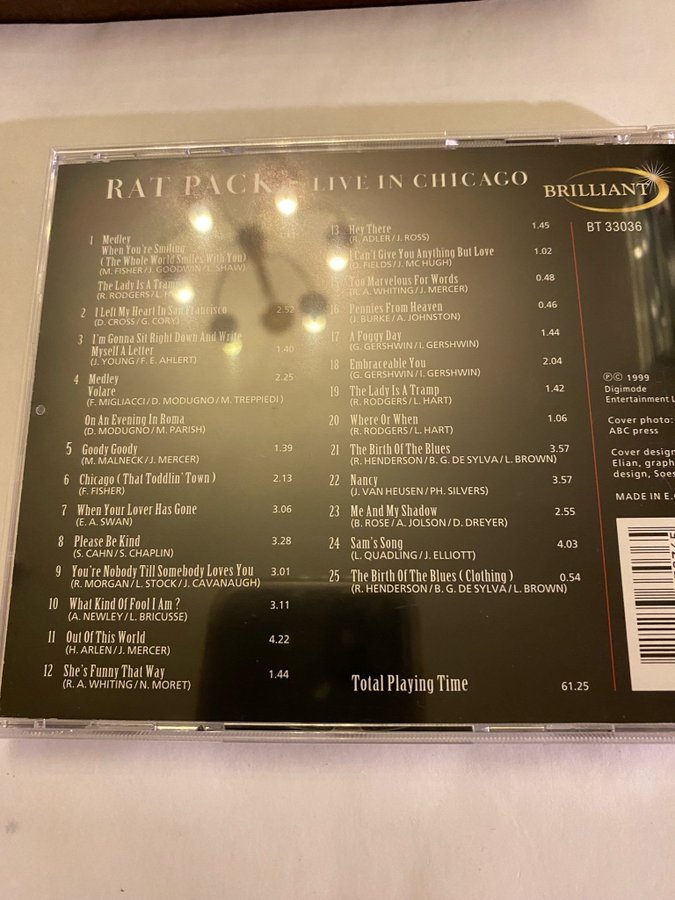 RAT PACK LIVE IN CHICAGO
BRILLIANT
BT 33036
1 Medley
When You're Smiling
(The Whole World Smiles With You)
(M. FISHER/J. GOODWIN/L. SHAW)
The Lady Is A Tramp
(R. RODGERS/L.
2 I Left My Heart In San Francisco 2.52
(D. CROSS/G. CORY)
3 I'm Gonna Sit Right Down And Write
Myself A Letter 1.40
(J. YOUNG/F. E. AHLERT)
4 Medley 2.25
Volare
(F. MIGLIACCI/D. MODUGNO/M. TREPPIEDI)
On An Evening In Roma
(D. MODUGNO/M. PARISH)
5 Goody Goody 1.39
(M. MALNECK/J. MERCER)
6 Chicago (That Toddlin' Town) 2.13
(F. FISHER)
7 When Your Lover Has Gone 3.06
(E. A. SWAN)
8 Please Be Kind 3.28
(S. CAHN/S. CHAPLIN)
9 You're Nobody Till Somebody Loves You 3.01
(R. MORGAN/L. STOCK/J. CAVANAUGH)
10 What Kind Of Fool I Am? 3.11
(A. NEWLEY/L. BRICUSSE)
11 Out Of This World 4.22
(H. ARLEN/J. MERCER)
12 She's Funny That Way 1.44
(R. A. WHITING/N. MORET)
13 Hey There 1.45
(R. ADLER/J. ROSS)
I Can't Give You Anything But Love 1.02
(D. FIELDS/J. MC HUGH)
15 Too Marvelous For Words 0.48
(R. A. WHITING/J. MERCER)
16 Pennies From Heaven 0.46
(J. BURKE/A. JOHNSTON)
17 A Foggy Day 1.44
(G. GERSHWIN/I. GERSHWIN)
18 Embraceable You 2.04
(G. GERSHWIN/I. GERSHWIN)
19 The Lady Is A Tramp 1.42
(R. RODGERS/L. HART)
20 Where Or When 1.06
(R. RODGERS/L. HART)
21 The Birth Of The Blues 3.57
(R. HENDERSON/B. G. DE SYLVA/L. BROWN)
22 Nancy 3.57
(J. VAN HEUSEN/PH. SILVERS)
23 Me And My Shadow 2.55
(B. ROSE/A. JOLSON/D. DREYER)
24 Sam's Song 4.03
(L. QUADLING/J. ELLIOTT)
25 The Birth Of The Blues (Clothing) 0.54
(R. HENDERSON/B. G. DE SYLVA/L. BROWN)
Total Playing Time 61.25
℗© 1999
Digimode
Entertainment L
Cover photo:
ABC press
Cover design
Elian, graph
design, Soes
MADE IN E.